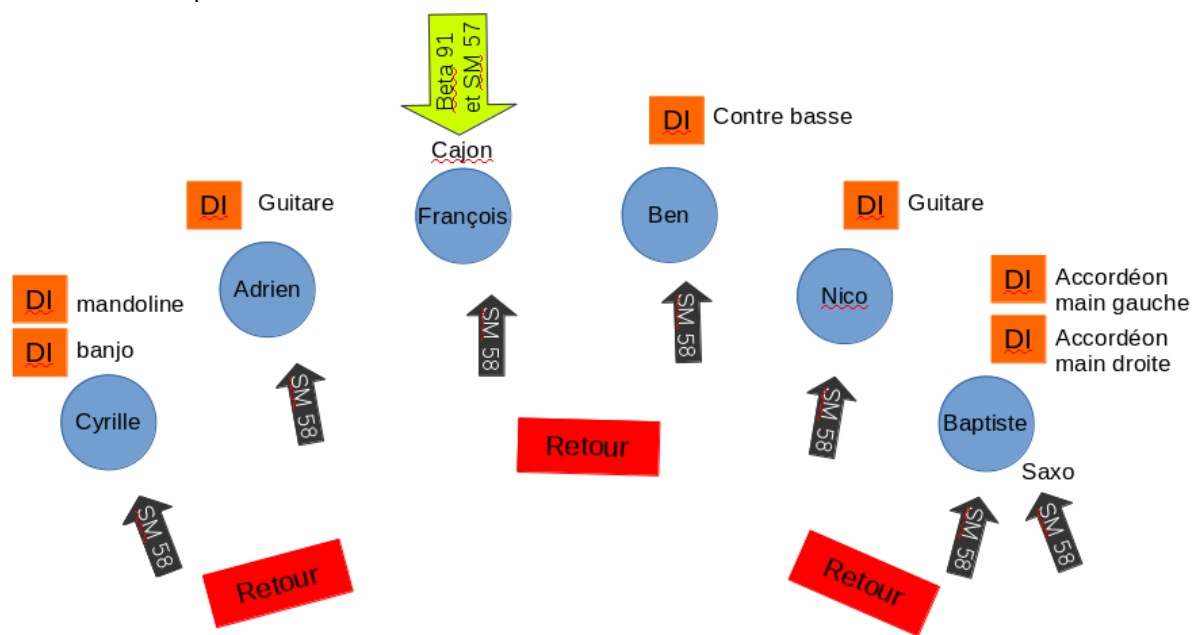 Beta 91
et SM 57
Cajon
François
DI
Contre basse
Ben
DI
Guitare
Adrien
DI
Guitare
Nico
DI
mandoline
DI
banjo
Cyrille
DI
Accordéon
main gauche
DI
Accordéon
main droite
Baptiste
Saxo
SM 58
SM 58
SM 58
SM 58
SM 58
SM 58
SM 58
Retour
Retour
Retour